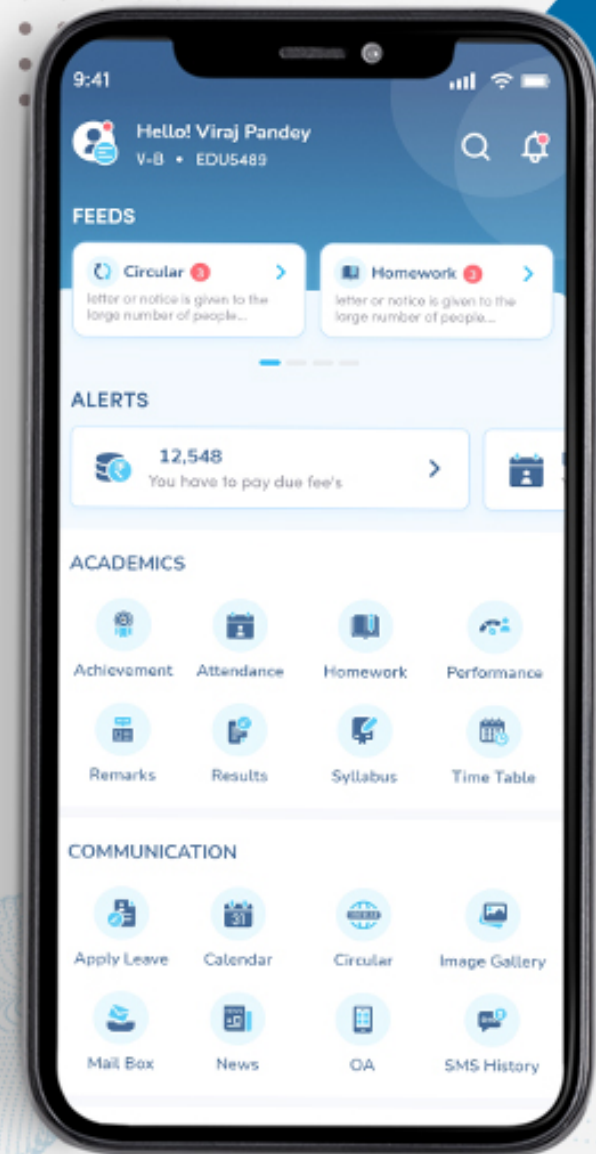 9:41
Hello! Viraj Pandey
V-B • EDU5489
FEEDS
Circular 3
letter or notice is given to the
large number of people...
Homework 3
letter or notice is given to the
large number of people...
ALERTS
12,548
You have to pay due fee's
ACADEMICS
Achievement Attendance Homework Performance
Remarks Results Syllabus Time Table
COMMUNICATION
31
Apply Leave Calendar Circular Image Gallery
Mail Box News OA SMS History